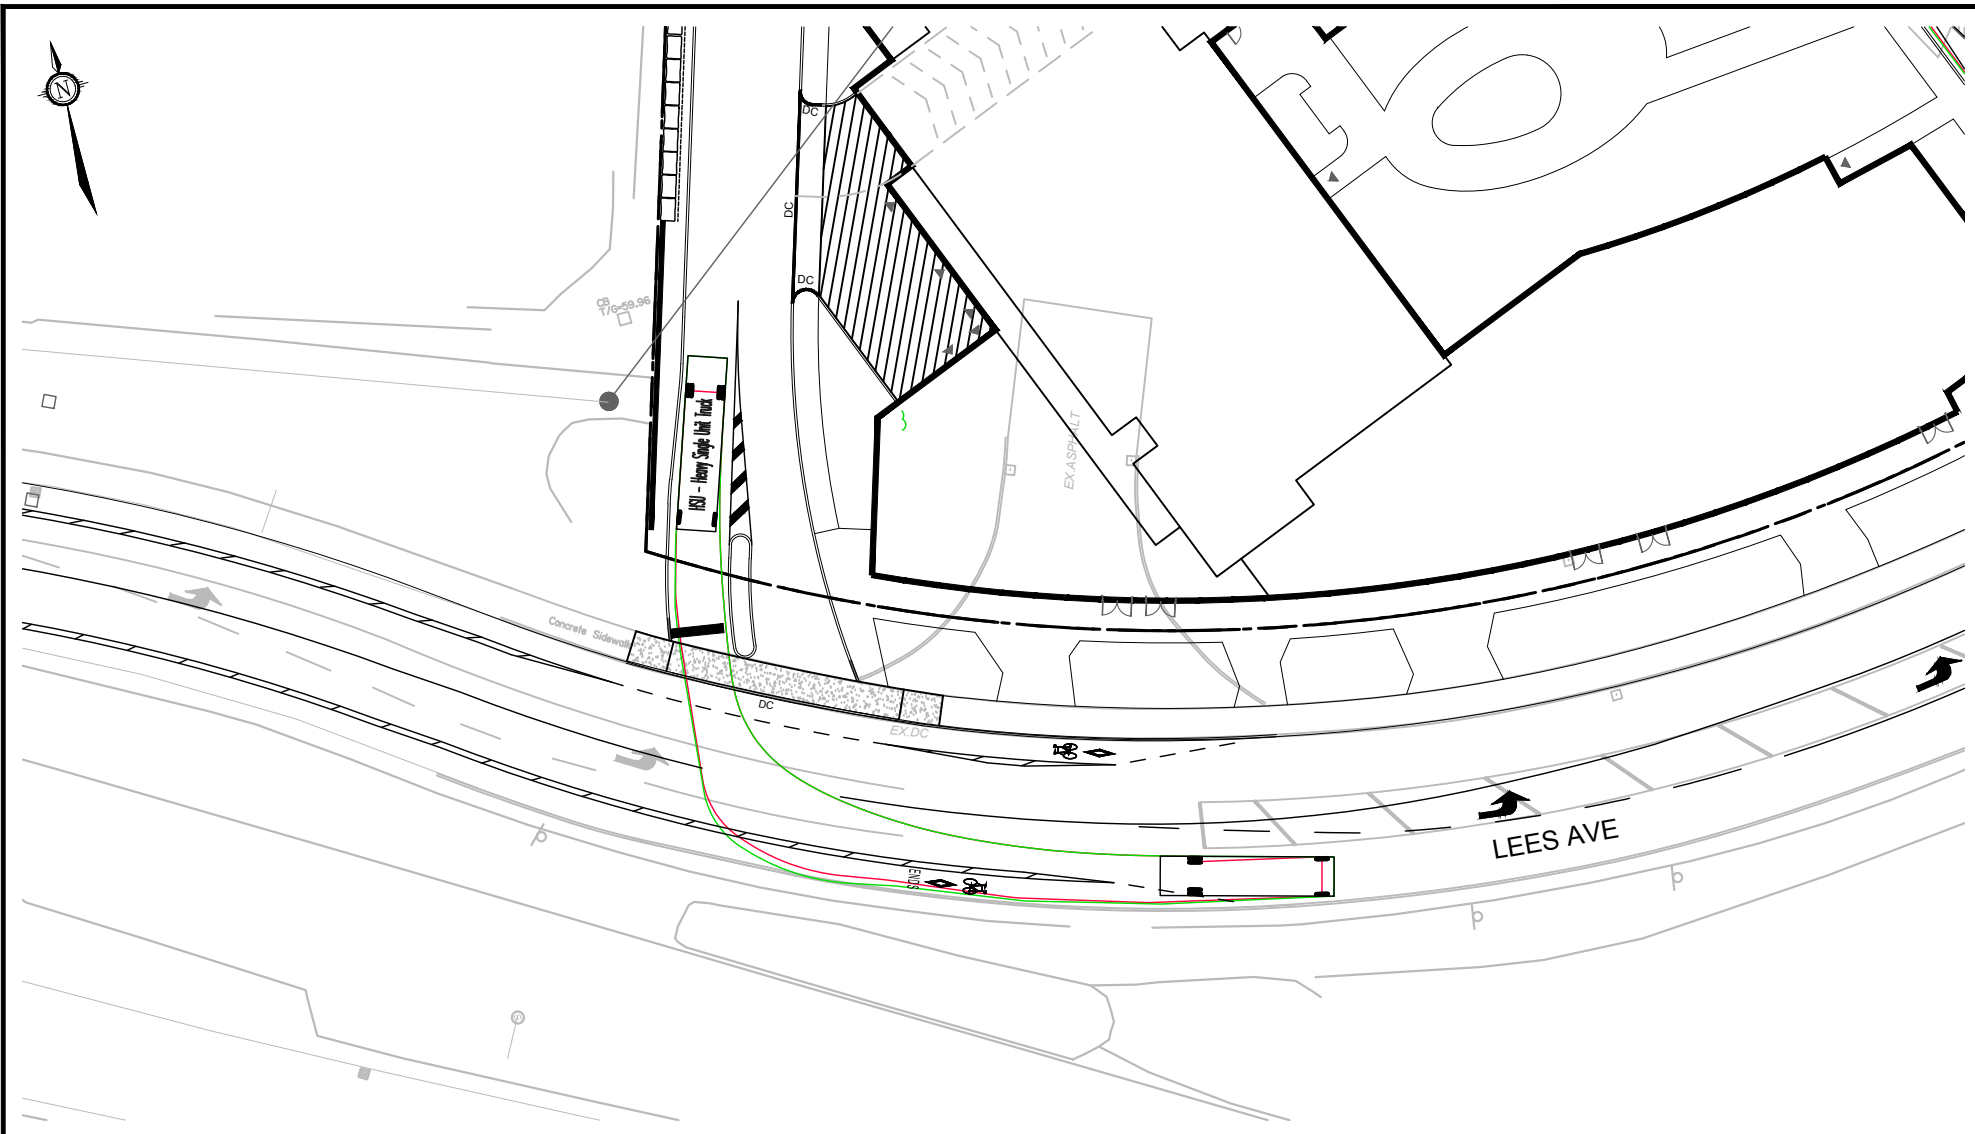 N
DC
DC
DC
CB
T/G=59.96
HSU - Heavy Single Unit Truck
EX.ASPHALT
Concrete Sidewalk
DC
EX.DC
LEES AVE
ENDS